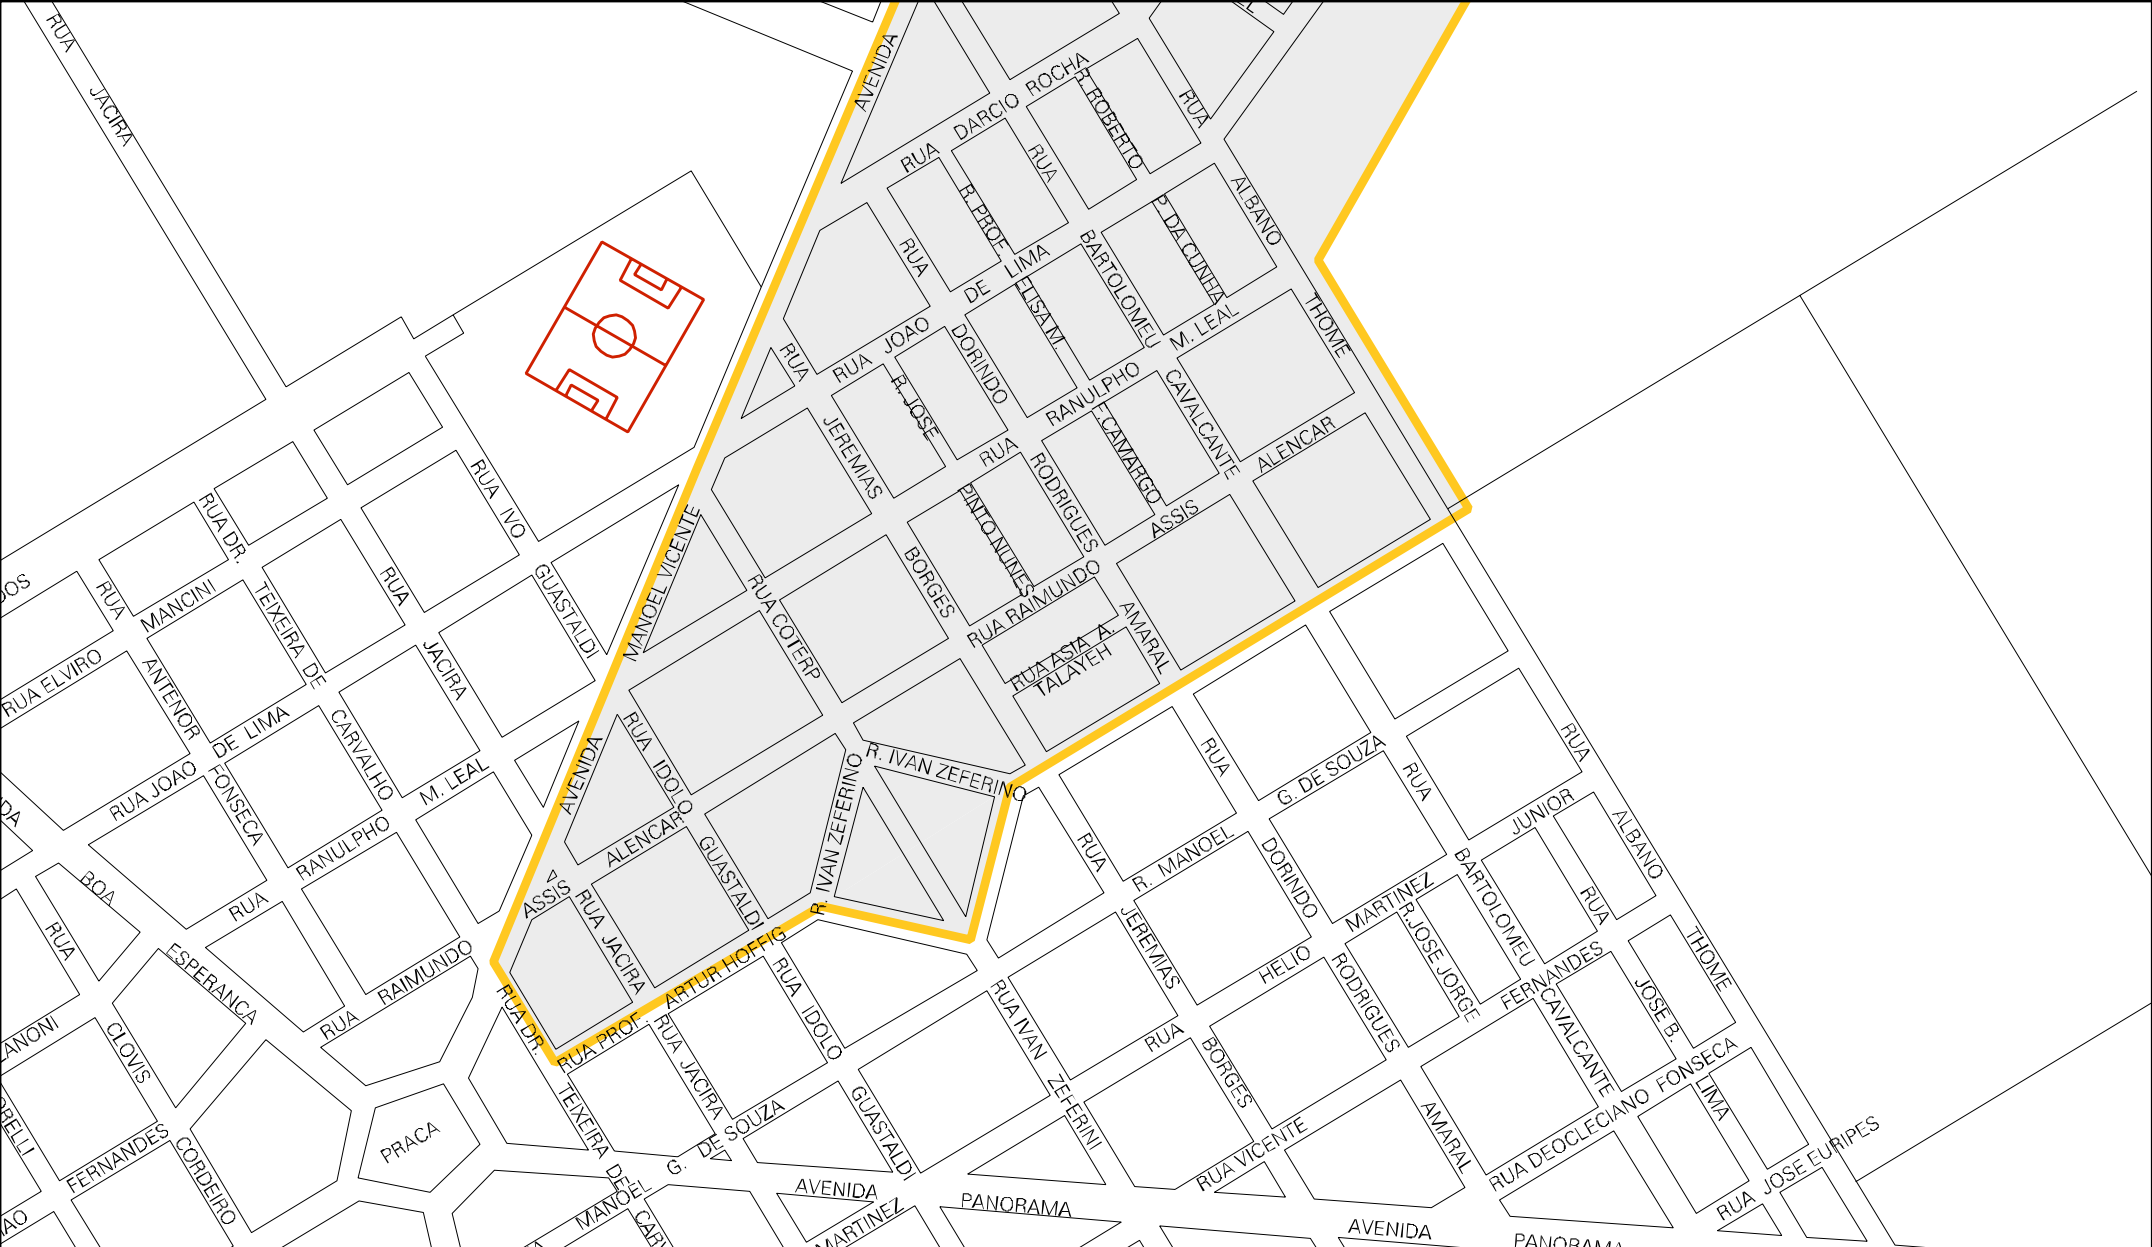 RUA
JACIRA
AVENIDA
RUA DARCIO ROCHA
R. ROBERTO
RUA
RUA
R. PROF.
RUA
ALBANO
P. DA CUNHA
BARTOLOMEU
THOME
RUA JOAO DE LIMA
ELISA M.
DORINDO
RUA
R. JOSE
JEREMIAS
RUA RANULPHO M. LEAL
CAVALCANTE
F.CAMARGO
RODRIGUES
PINTO NUNES
BORGES
ASSIS ALENCAR
RUA RAIMUNDO
AMARAL
RUA ASIA A.
TALAYEH
MANOEL VICENTE
RUA COTERP
RUA IVO
GUASTALDI
RUA DR.
TEIXEIRA DE
CARVALHO
RUA
JACIRA
RUA
ANTENOR
FONSECA
MANCINI
RUA ELVIRO
RUA JOAO
DE LIMA
RUA RANULPHO
M. LEAL
AVENIDA
RUA IDOLO
ASSIS
ALENCAR
GUASTALDI
RUA JACIRA
R. IVAN ZEFERINO
R. IVAN ZEFERINO
BOA
ESPERANCA
RUA RAIMUNDO
RUA
CLOVIS
CORDEIRO
FERNANDES
PRACA
RUA DR.
TEIXEIRA DE
RUA PROF. ARTUR HOFFIG
RUA JACIRA
RUA IDOLO
GUASTALDI
G. DE SOUZA
MANOEL
RUA IVAN
ZEFERINI
RUA
JEREMIAS
BORGES
RUA
DORINDO
RODRIGUES
AMARAL
R. MANOEL
G. DE SOUZA
RUA
BARTOLOMEU
CAVALCANTE
RUA HELIO
MARTINEZ
JUNIOR
R.JOSE JORGE
RUA
ALBANO
THOME
RUA
JOSE B.
LIMA
RUA VICENTE
FERNANDES
RUA DEOCLECIANO FONSECA
RUA JOSE EURIPES
AVENIDA
PANORAMA
MARTINEZ
AVENIDA
PANORAMA